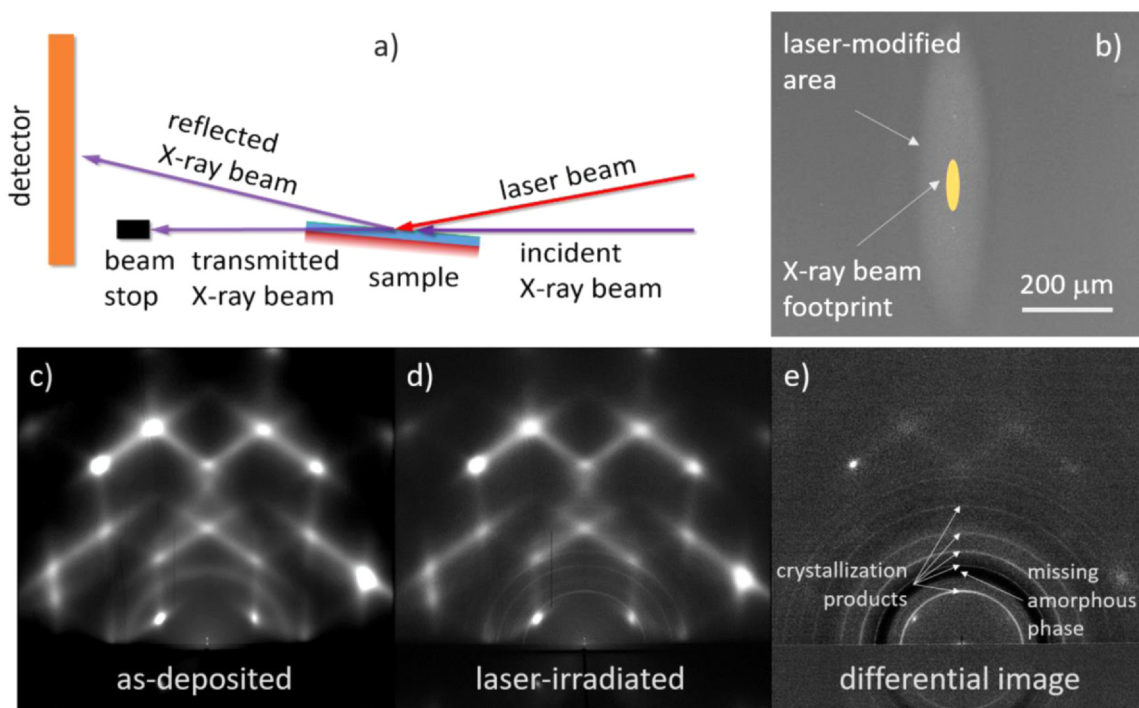 a)
detector
reflected
X-ray beam
laser beam
beam
stop
transmitted
X-ray beam
sample
incident
X-ray beam
b)
laser-modified
area
X-ray beam
footprint
200 μm
c)
as-deposited
d)
laser-irradiated
e)
crystallization
products
missing
amorphous
phase
differential image